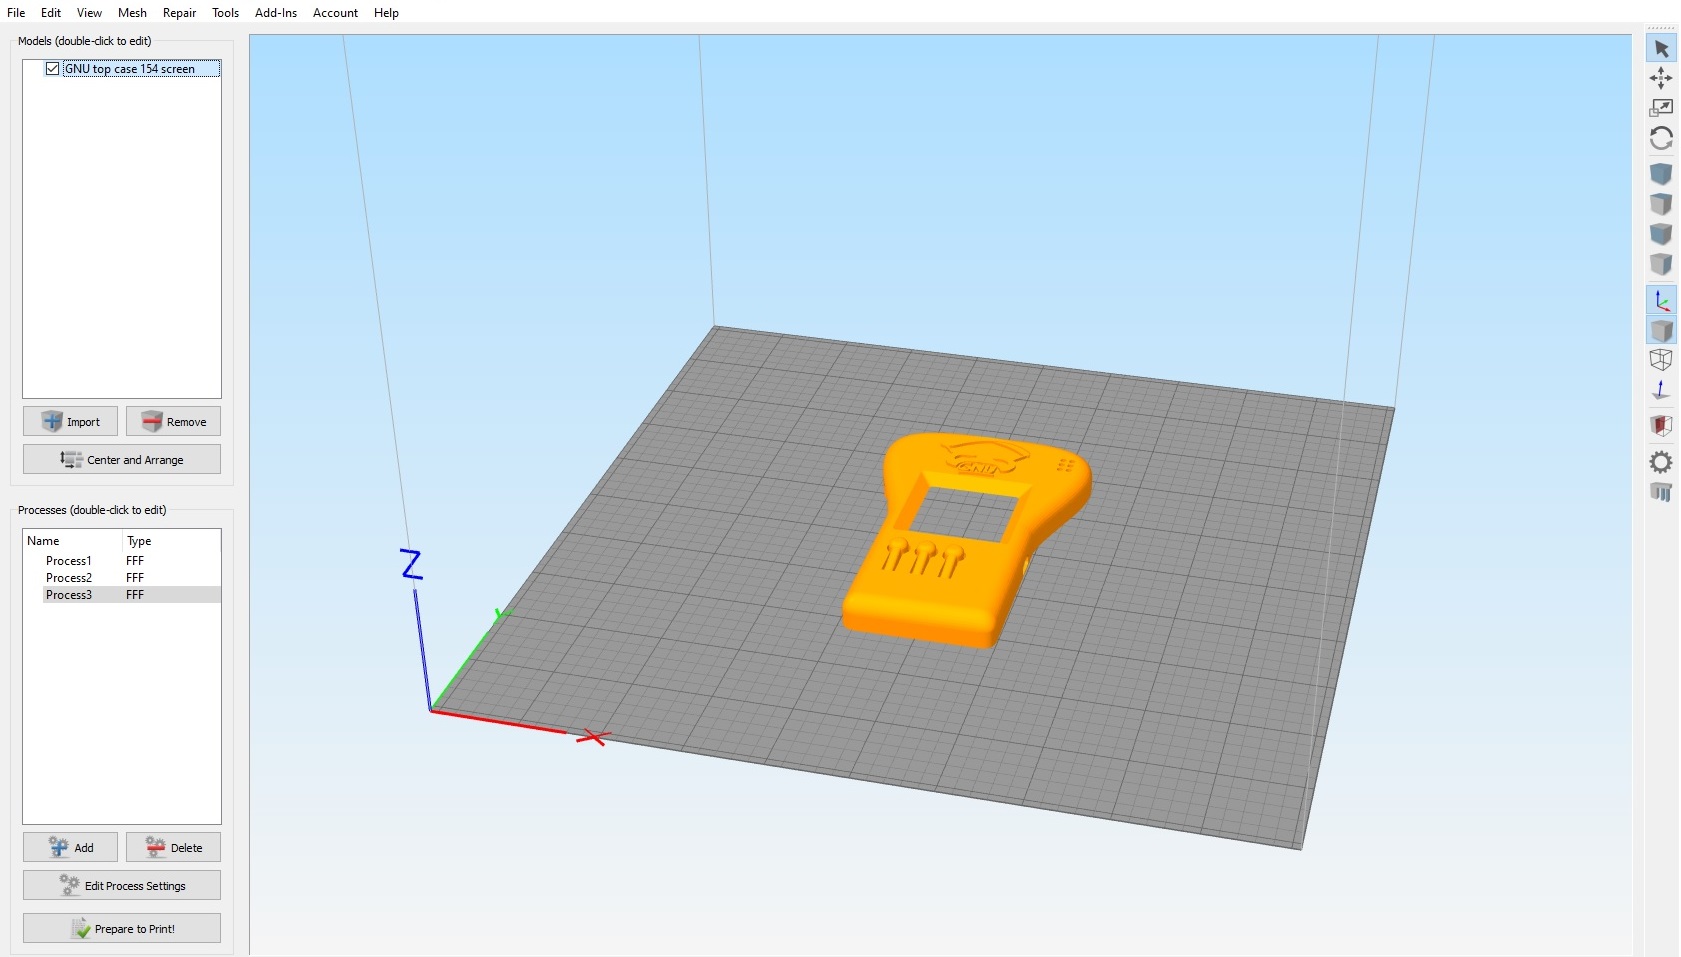 File Edit View Mesh Repair Tools Add-Ins Account Help
Models (double-click to edit)
GNU top case 154 screen
Import Remove
Center and Arrange
Processes (double-click to edit)
Name Type
Process1 FFF
Process2 FFF
Process3 FFF
Add Delete
Edit Process Settings
Prepare to Print!
Z
Y
X
GNU